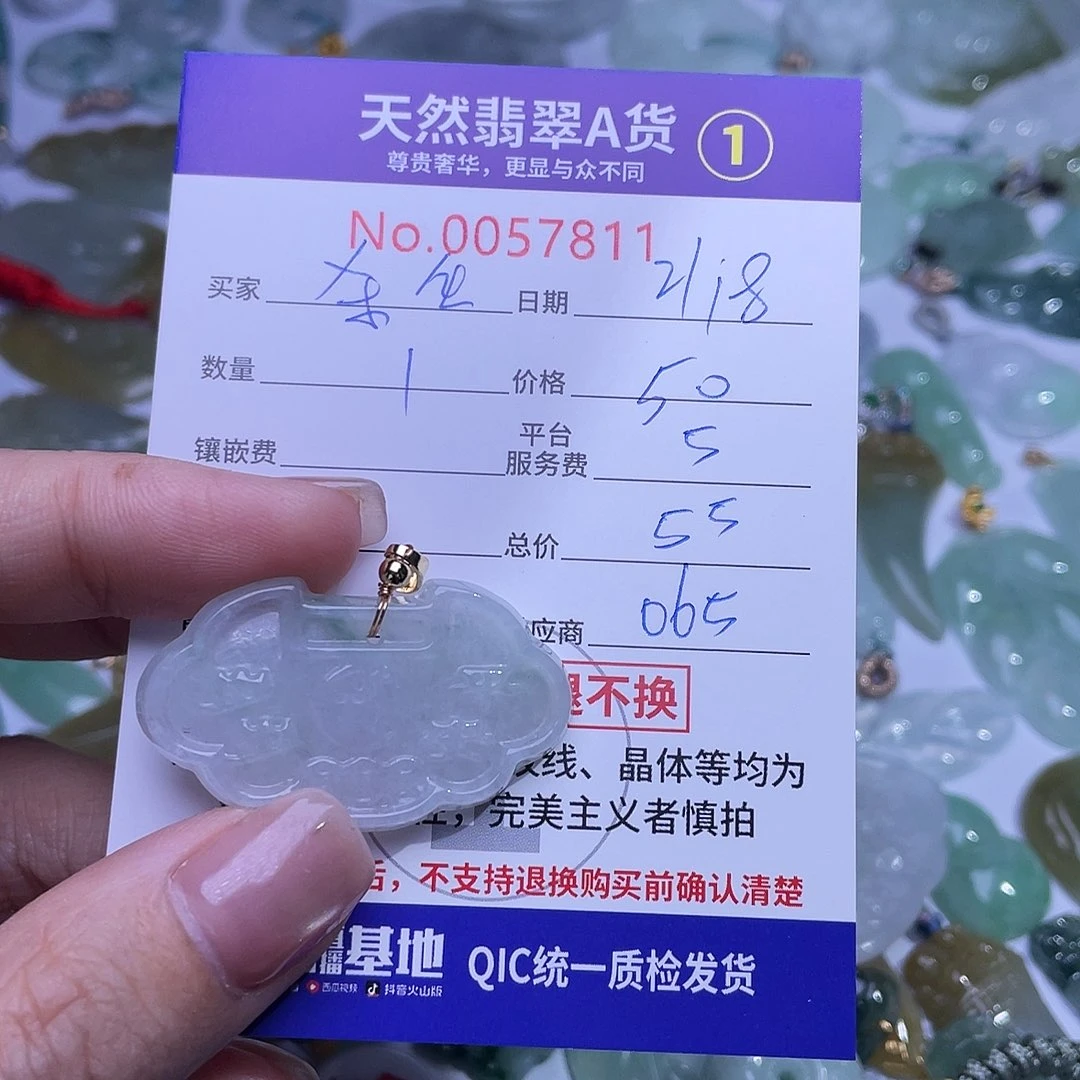 天然翡翠A货 1
尊贵奢华，更显与众不同
No.0057811
买家 日期
数量 1 价格 50
镶嵌费 平台服务费 5
总价 55
应商 065
不换
线、晶体等均为
，完美主义者慎拍
后，不支持退换购买前确认清楚
播基地 QIC统一质检发货
西瓜视频 抖音火山版